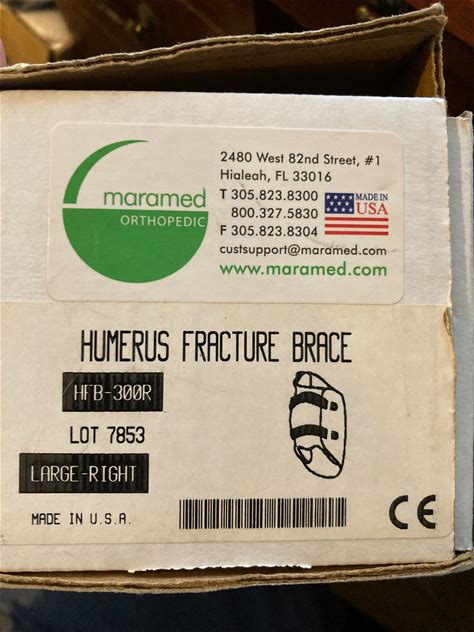 maramed
ORTHOPEDIC
2480 West 82nd Street, #1
Hialeah, FL 33016
T 305.823.8300
800.327.5830
F 305.823.8304
MADE IN
USA
custsupport@maramed.com
www.maramed.com
HUMERUS FRACTURE BRACE
HFB-300R
LOT 7853
LARGE-RIGHT
MADE IN U.S.A.
CE